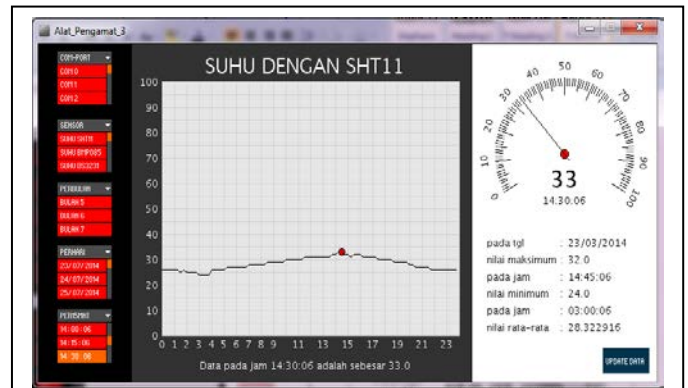 Alat_Pengamat_3
COM-PORT
COM0
COM1
COM2
SENSOR
SUHU SHT11
SUHU BMP085
SUHU DS3231
PERBULAN
BULAN 5
BULAN 6
BULAN 7
PERHARI
23/07/2014
24/07/2014
25/07/2014
14:00:06
14:15:06
14:30:06
SUHU DENGAN SHT11
100
90
80
70
60
50
40
30
20
10
0
0 1 2 3 4 5 6 7 8 9 11 13 15 17 19 21 23
Data pada jam 14:30:06 adalah sebesar 33.0
0 10 20 30 40 50 60 70 80 90 100
33
14.30.06
pada tgl : 23/03/2014
nilai maksimum : 32.0
pada jam : 14:45:06
nilai minimum : 24.0
pada jam : 03:00:06
nilai rata-rata : 28.322916
UPDATE DATA